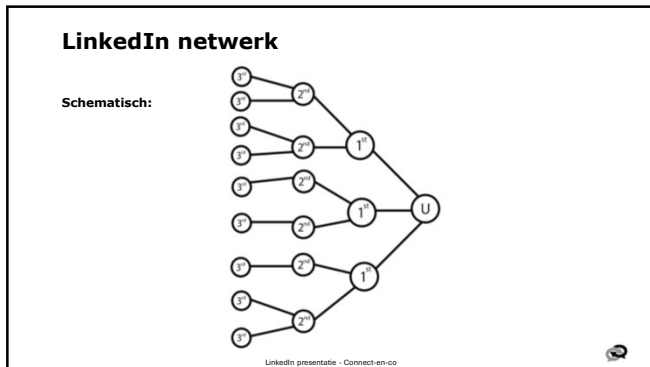 LinkedIn netwerk
Schematisch:
3rd
3rd
2nd
3rd
3rd
2nd
1st
3rd
2nd
3rd
2nd
1st
U
3rd
2nd
1st
3rd
3rd
2nd
LinkedIn presentatie - Connect-en-co